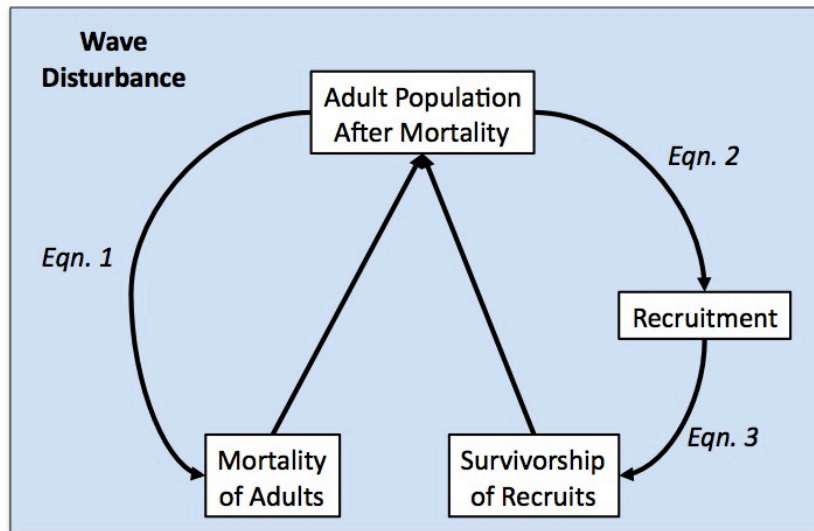 Wave
Disturbance
Adult Population
After Mortality
Eqn. 2
Eqn. 1
Recruitment
Eqn. 3
Mortality
of Adults
Survivorship
of Recruits